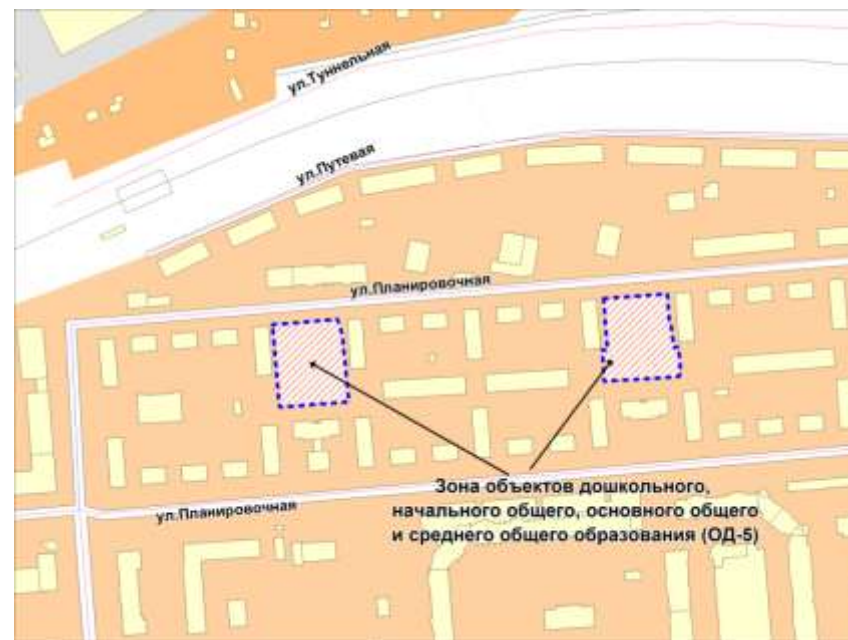 ул.Туннельная
ул.Путевая
ул.Планировочная
Зона объектов дошкольного,
начального общего, основного общего
и среднего общего образования (ОД-5)
ул.Планировочная